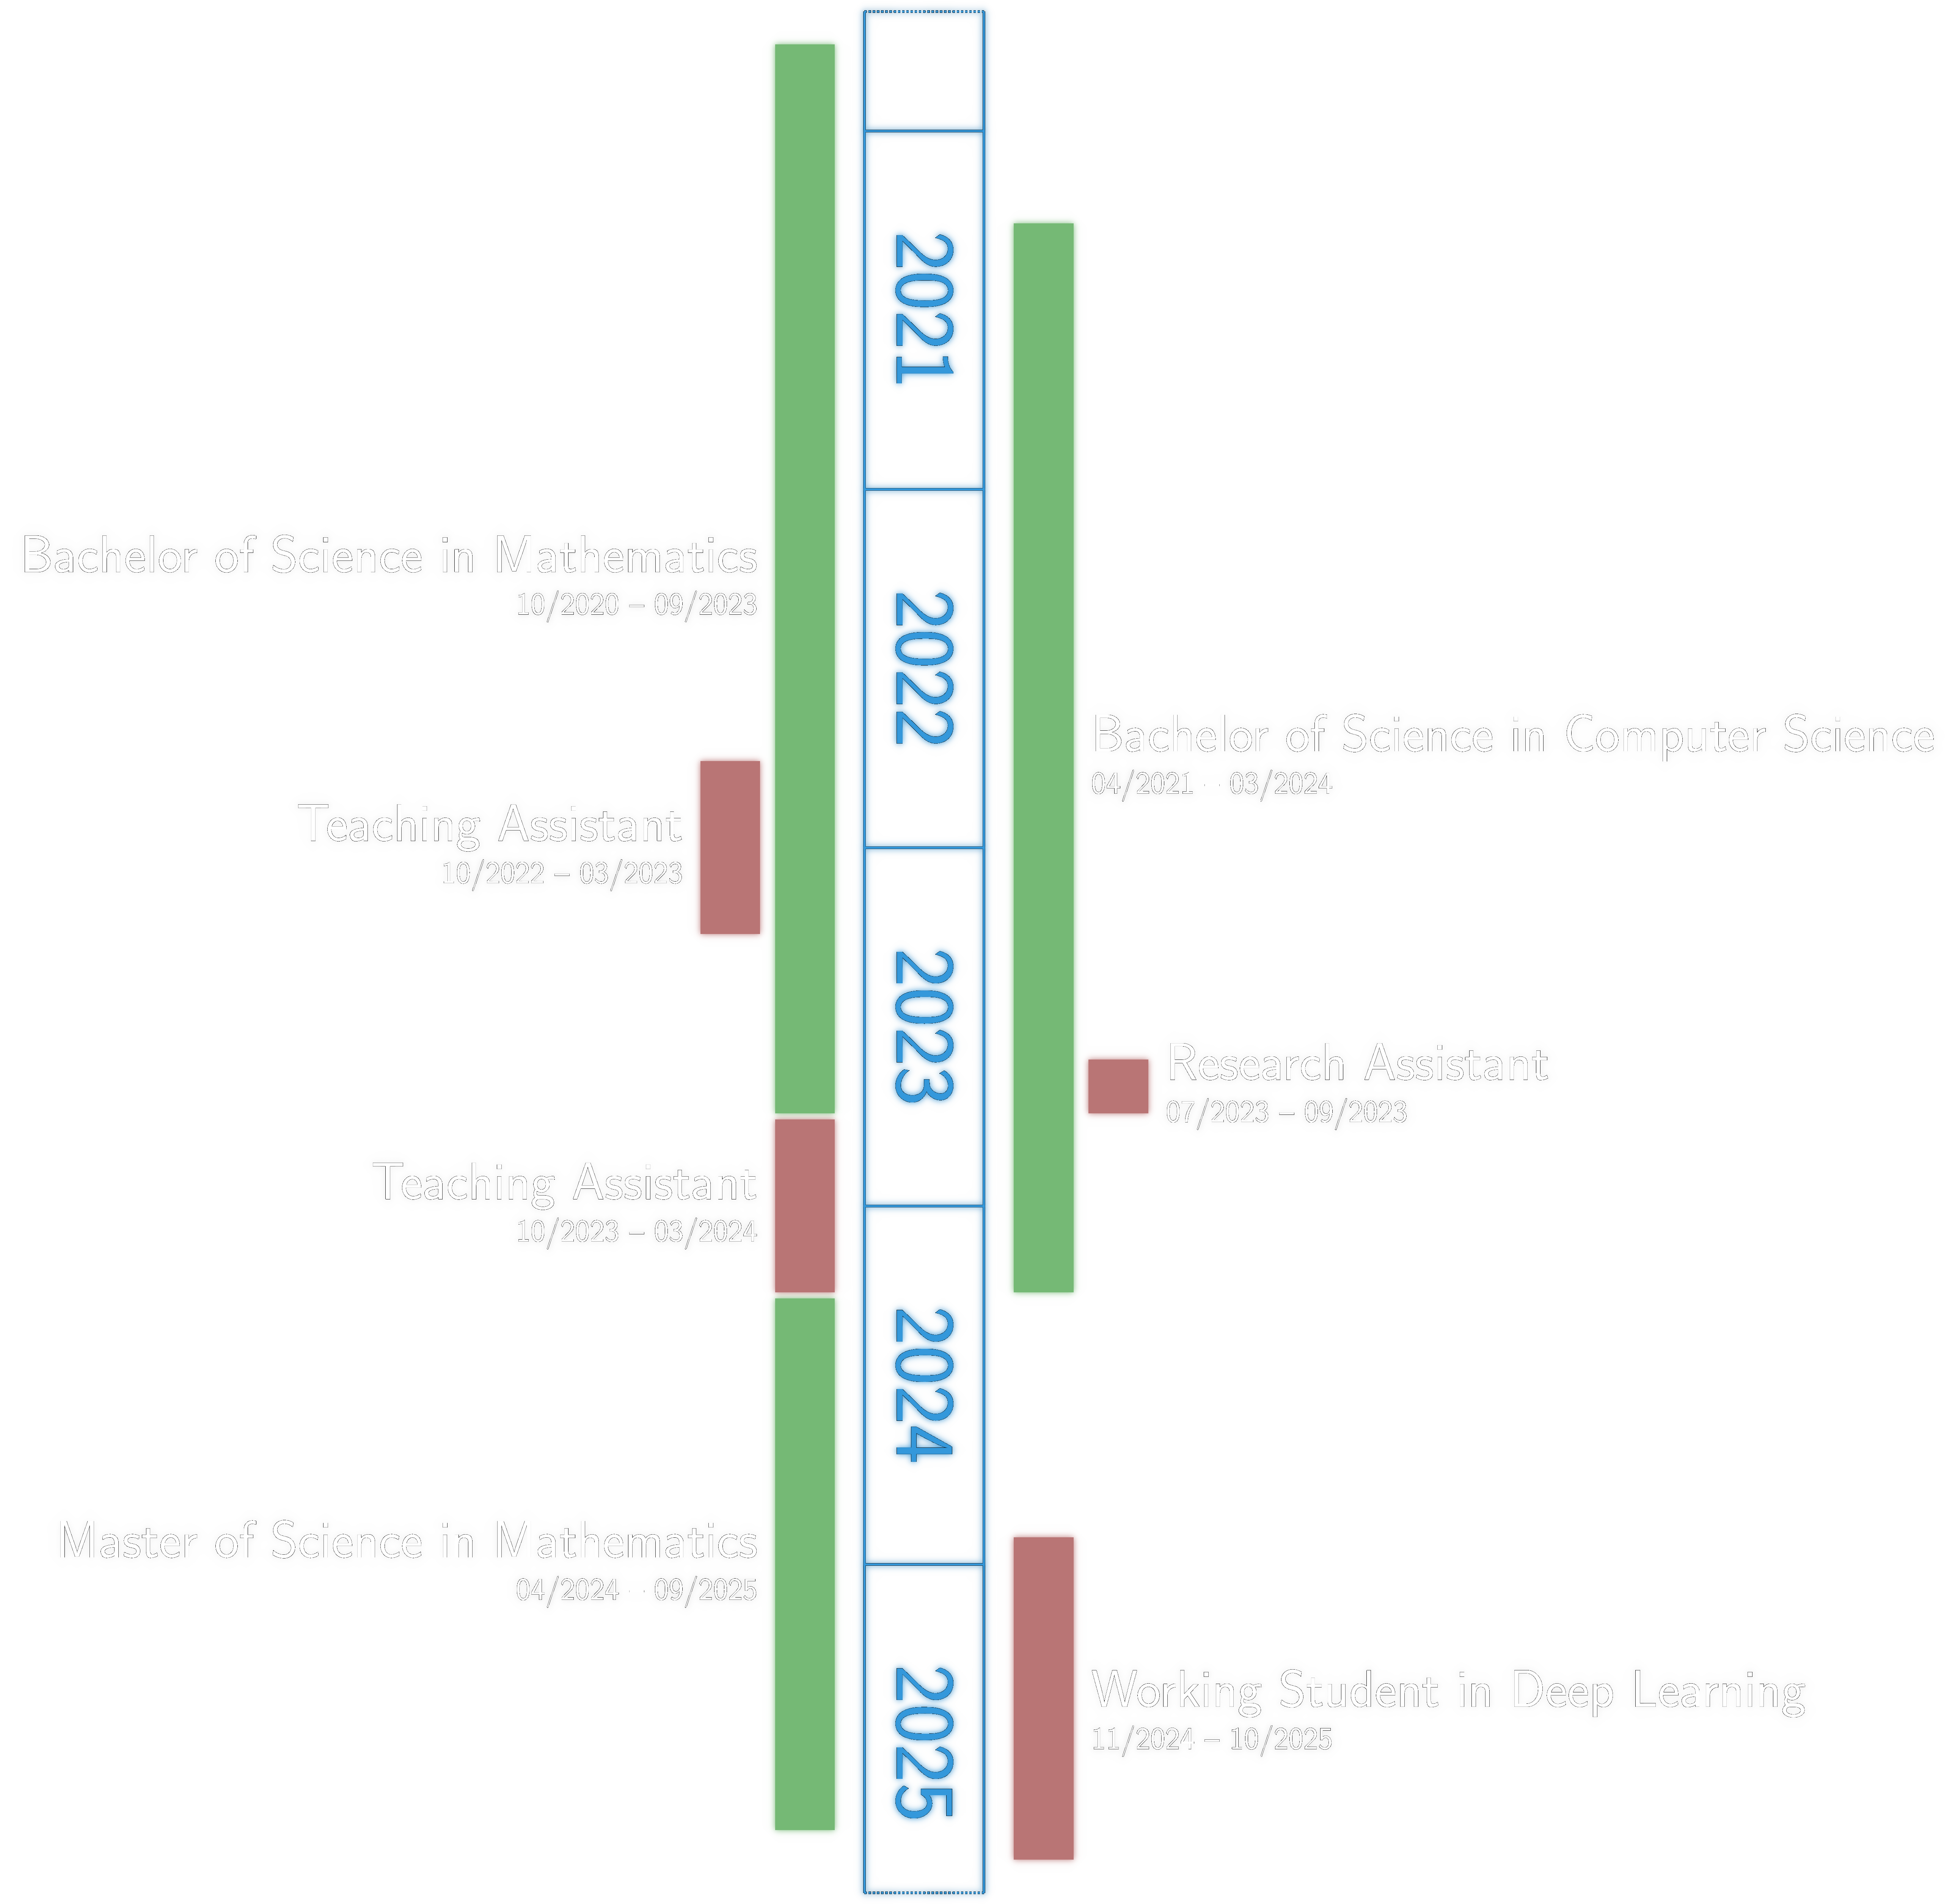 2021
Bachelor of Science in Mathematics
10/2020 – 09/2023
2022
Bachelor of Science in Computer Science
04/2021 – 03/2024
Teaching Assistant
10/2022 – 03/2023
2023
Research Assistant
07/2023 – 09/2023
Teaching Assistant
10/2023 – 03/2024
2024
Master of Science in Mathematics
04/2024 – 09/2025
Working Student in Deep Learning
11/2024 – 10/2025
2025